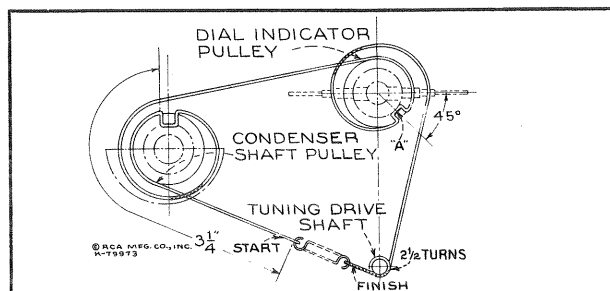 DIAL INDICATOR
PULLEY
45°
"A"
CONDENSER
SHAFT PULLEY
TUNING DRIVE
SHAFT
© RCA MFG. CO., INC.
K-79973
3 1/4"
START
2 1/2 TURNS
FINISH